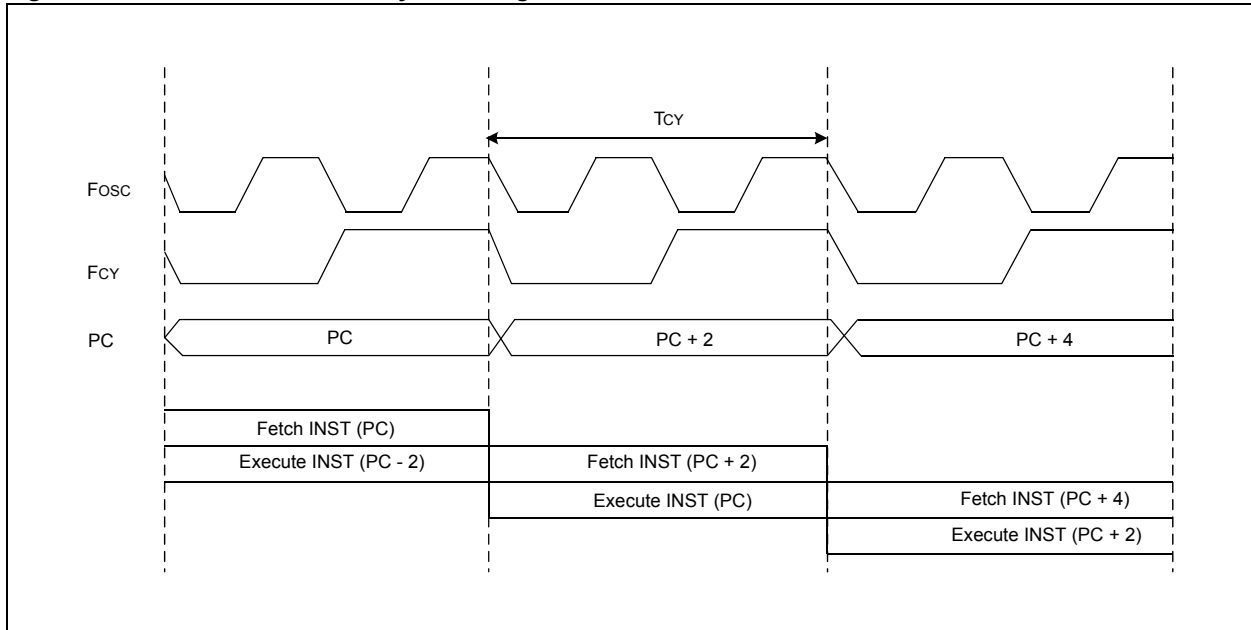 TCY
FOSC
FCY
PC
PC
PC + 2
PC + 4
Fetch INST (PC)
Execute INST (PC - 2)
Fetch INST (PC + 2)
Execute INST (PC)
Fetch INST (PC + 4)
Execute INST (PC + 2)